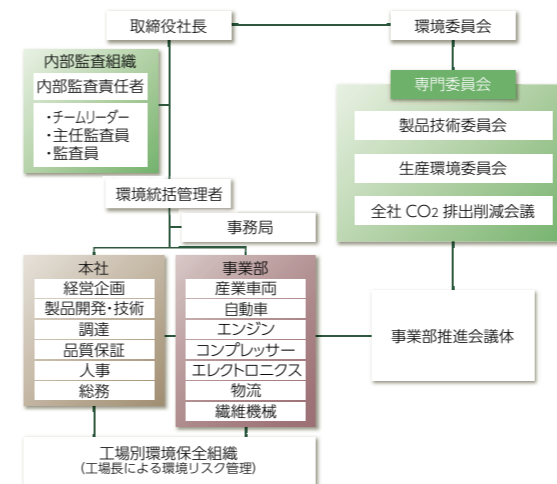 取締役社長
環境委員会
内部監査組織
内部監査責任者
・チームリーダー
・主任監査員
・監査員
専門委員会
製品技術委員会
生産環境委員会
全社CO2排出削減会議
環境統括管理者
事務局
本社
経営企画
製品開発・技術
調達
品質保証
人事
総務
事業部
産業車両
自動車
エンジン
コンプレッサー
エレクトロニクス
物流
繊維機械
事業部推進会議体
工場別環境保全組織
(工場長による環境リスク管理)